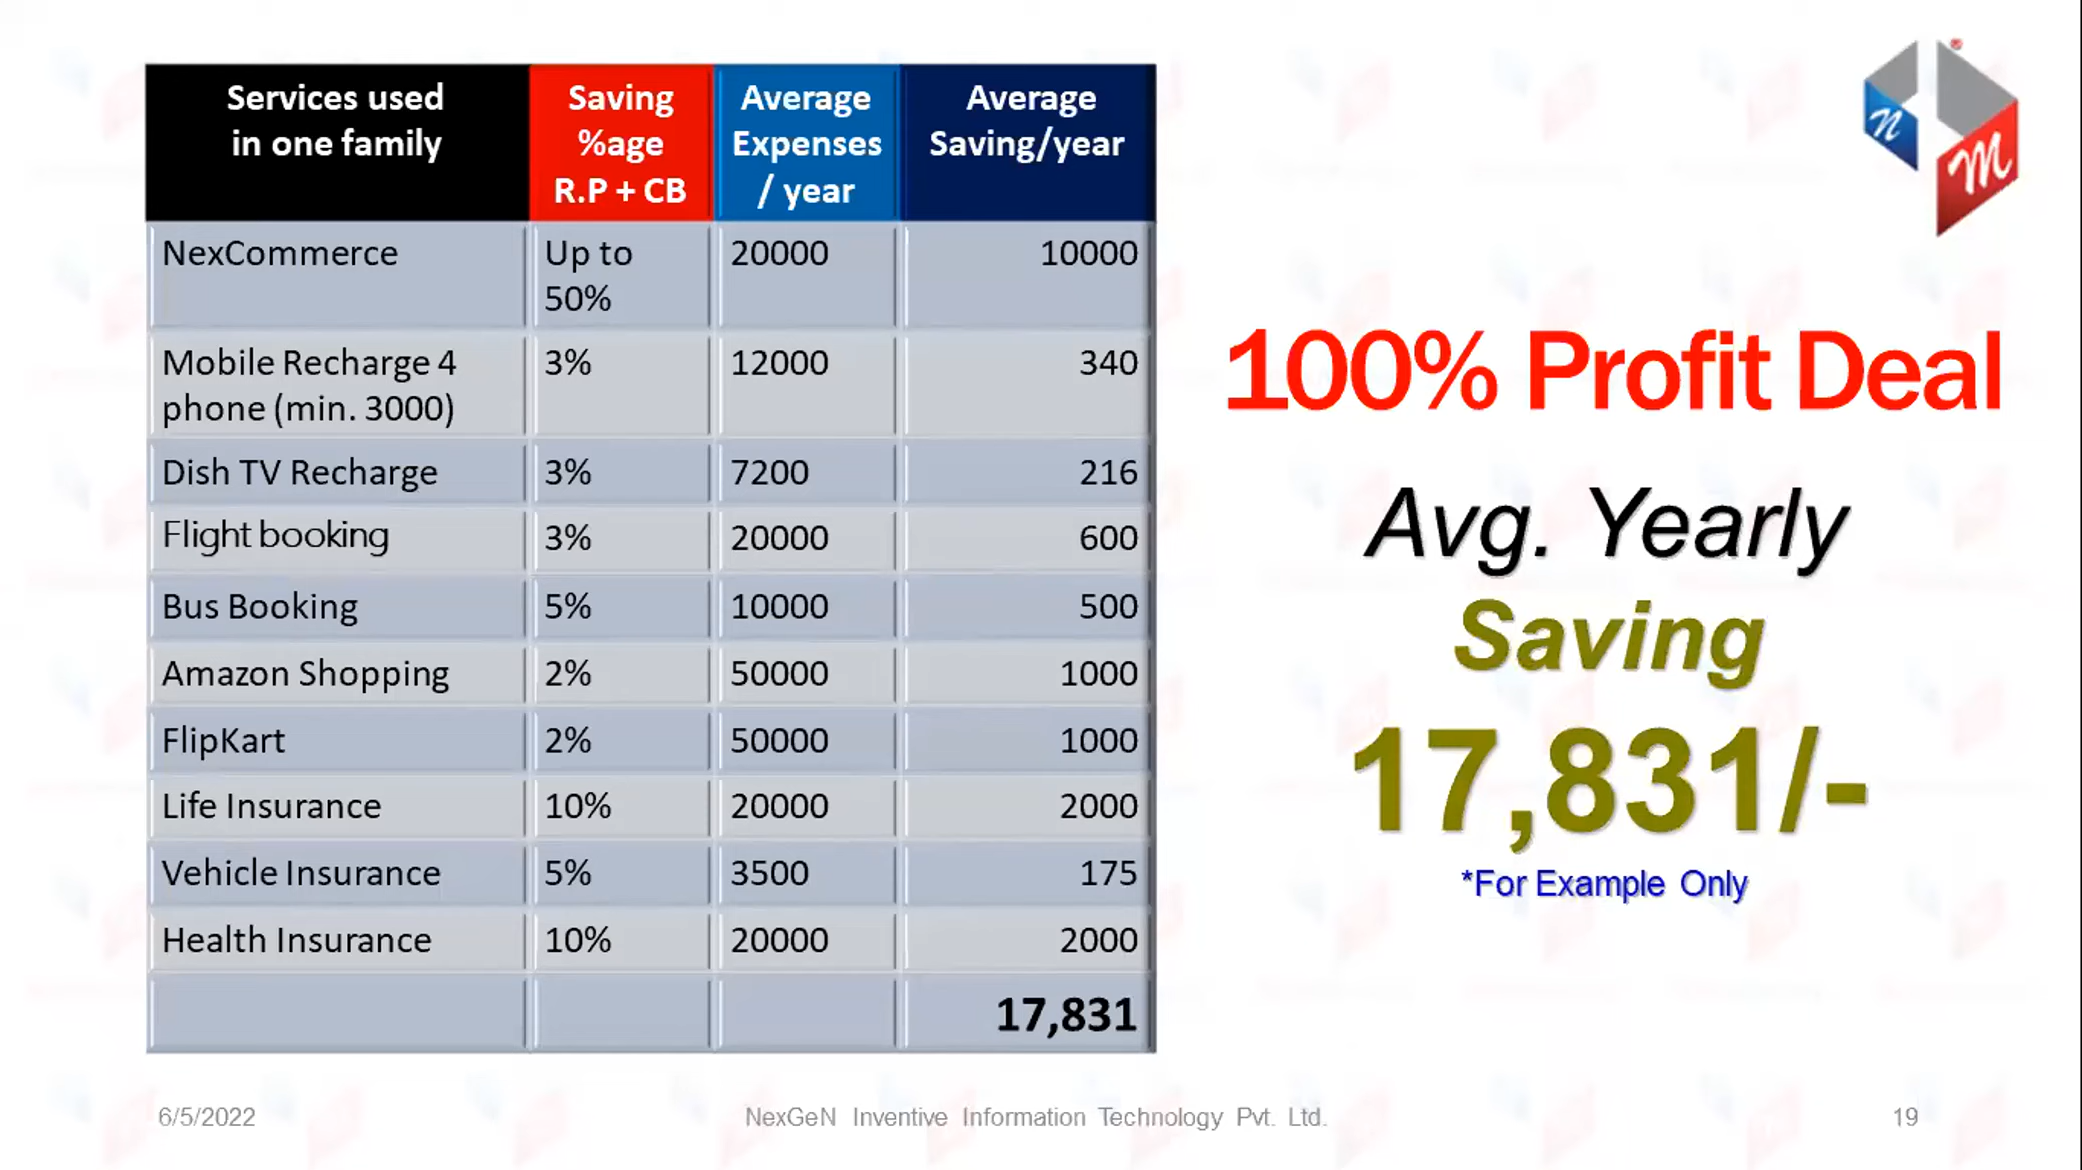 Services used
in one family
Saving
%age
R.P + CB
Average
Expenses
/ year
Average
Saving/year
NexCommerce
Up to
50%
20000
10000
Mobile Recharge 4
phone (min. 3000)
3%
12000
340
Dish TV Recharge
3%
7200
216
Flight booking
3%
20000
600
Bus Booking
5%
10000
500
Amazon Shopping
2%
50000
1000
FlipKart
2%
50000
1000
Life Insurance
10%
20000
2000
Vehicle Insurance
5%
3500
175
Health Insurance
10%
20000
2000
17,831
n
M
®
100% Profit Deal
Avg. Yearly
Saving
17,831/-
*For Example Only
6/5/2022
NexGeN Inventive Information Technology Pvt. Ltd.
19